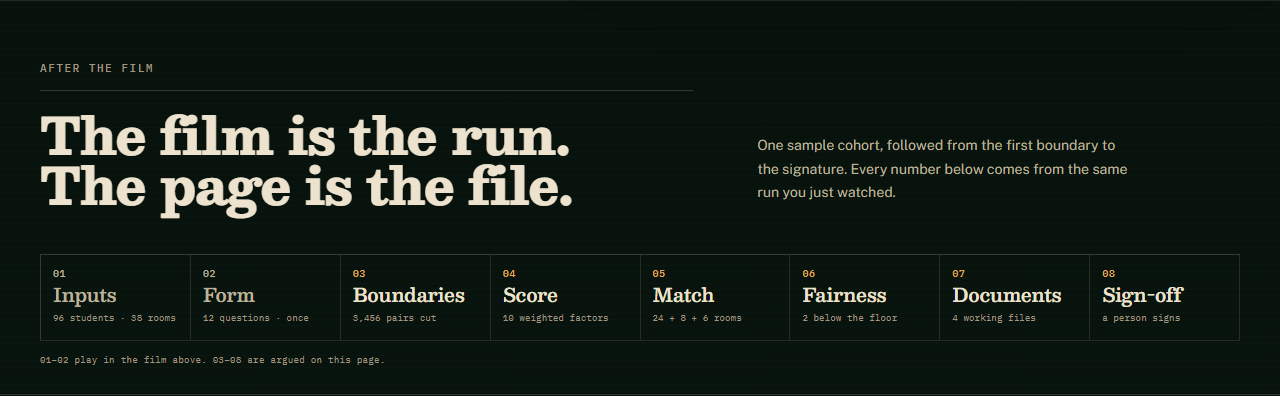 AFTER THE FILM
The film is the run.
The page is the file.
One sample cohort, followed from the first boundary to
the signature. Every number below comes from the same
run you just watched.
01
Inputs
96 students · 38 rooms
02
Form
12 questions · once
03
Boundaries
3,456 pairs cut
04
Score
10 weighted factors
05
Match
24 + 8 + 6 rooms
06
Fairness
2 below the floor
07
Documents
4 working files
08
Sign-off
a person signs
01–02 play in the film above. 03–08 are argued on this page.